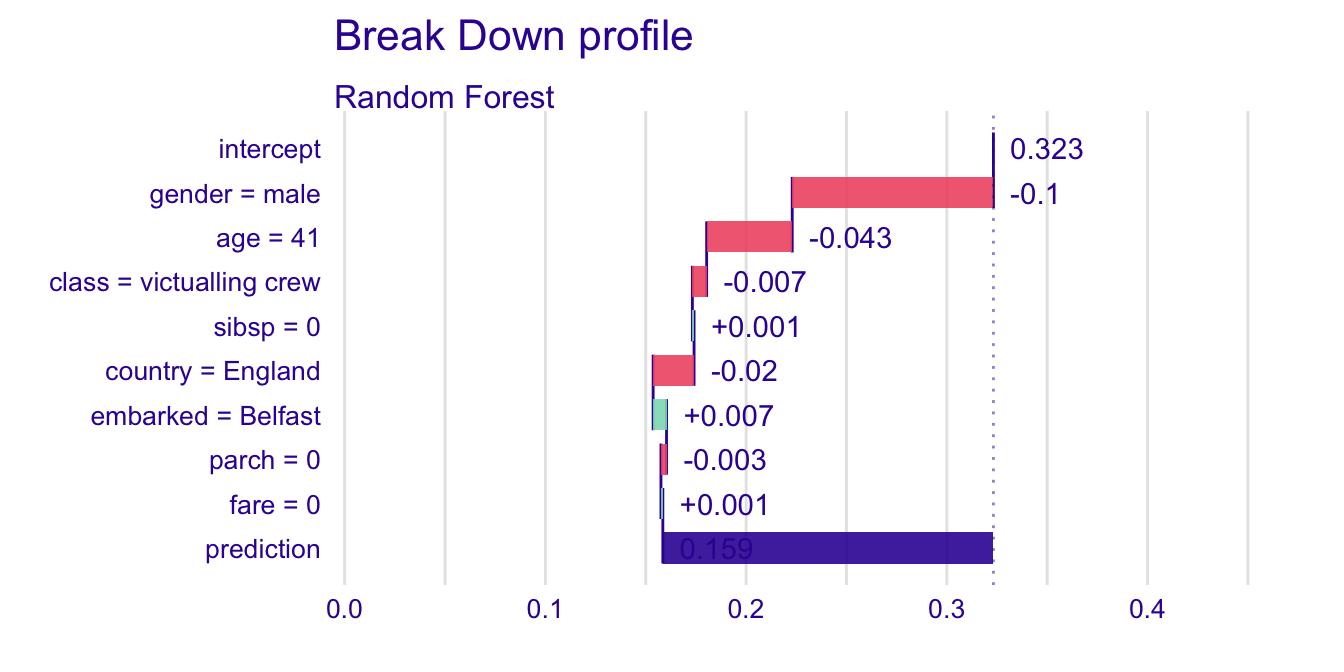 Break Down profile
Random Forest
intercept 0.323
gender = male -0.1
age = 41 -0.043
class = victualling crew -0.007
sibsp = 0 +0.001
country = England -0.02
embarked = Belfast +0.007
parch = 0 -0.003
fare = 0 +0.001
prediction 0.159
0.0 0.1 0.2 0.3 0.4